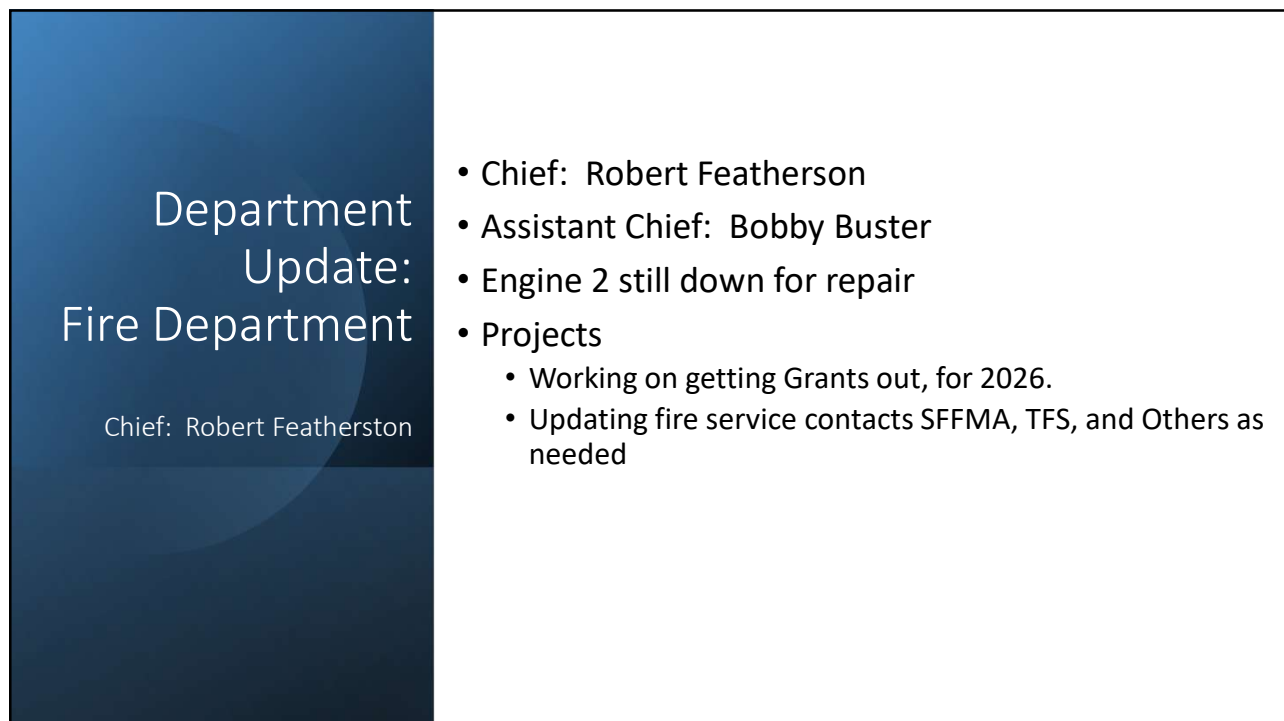 Department
Update:
Fire Department
Chief:  Robert Featherston
• Chief:  Robert Featherson
• Assistant Chief:  Bobby Buster
• Engine 2 still down for repair
• Projects
• Working on getting Grants out, for 2026.
• Updating fire service contacts SFFMA, TFS, and Others as
needed